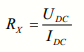 R_X = U_DC / I_DC